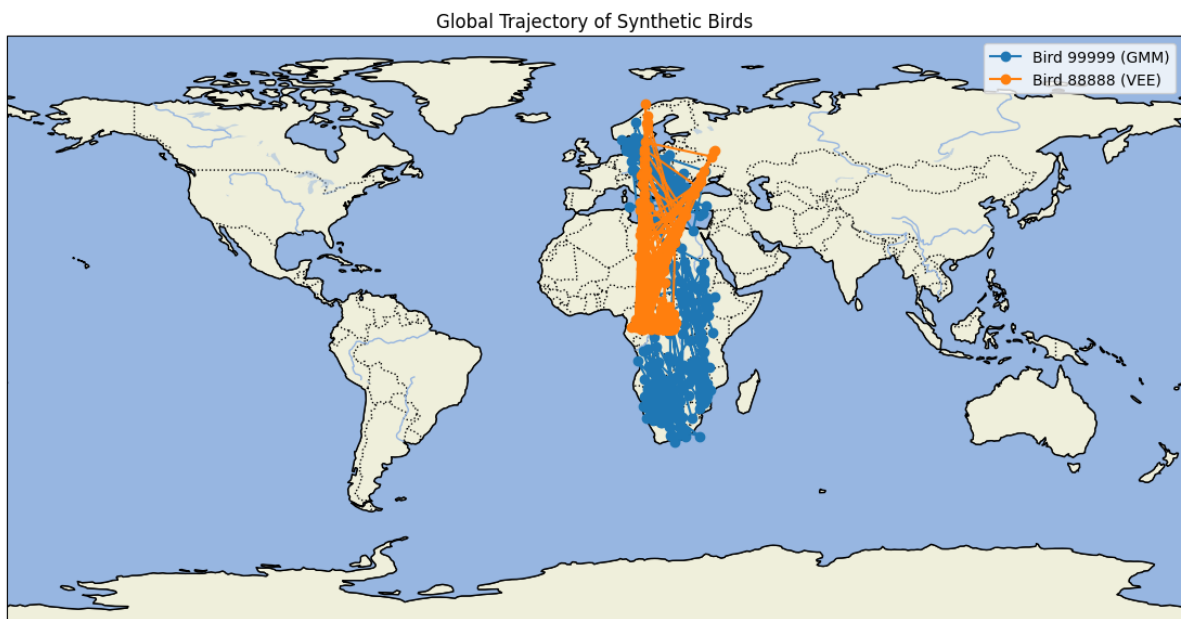 Global Trajectory of Synthetic Birds
Bird 99999 (GMM)
Bird 88888 (VEE)